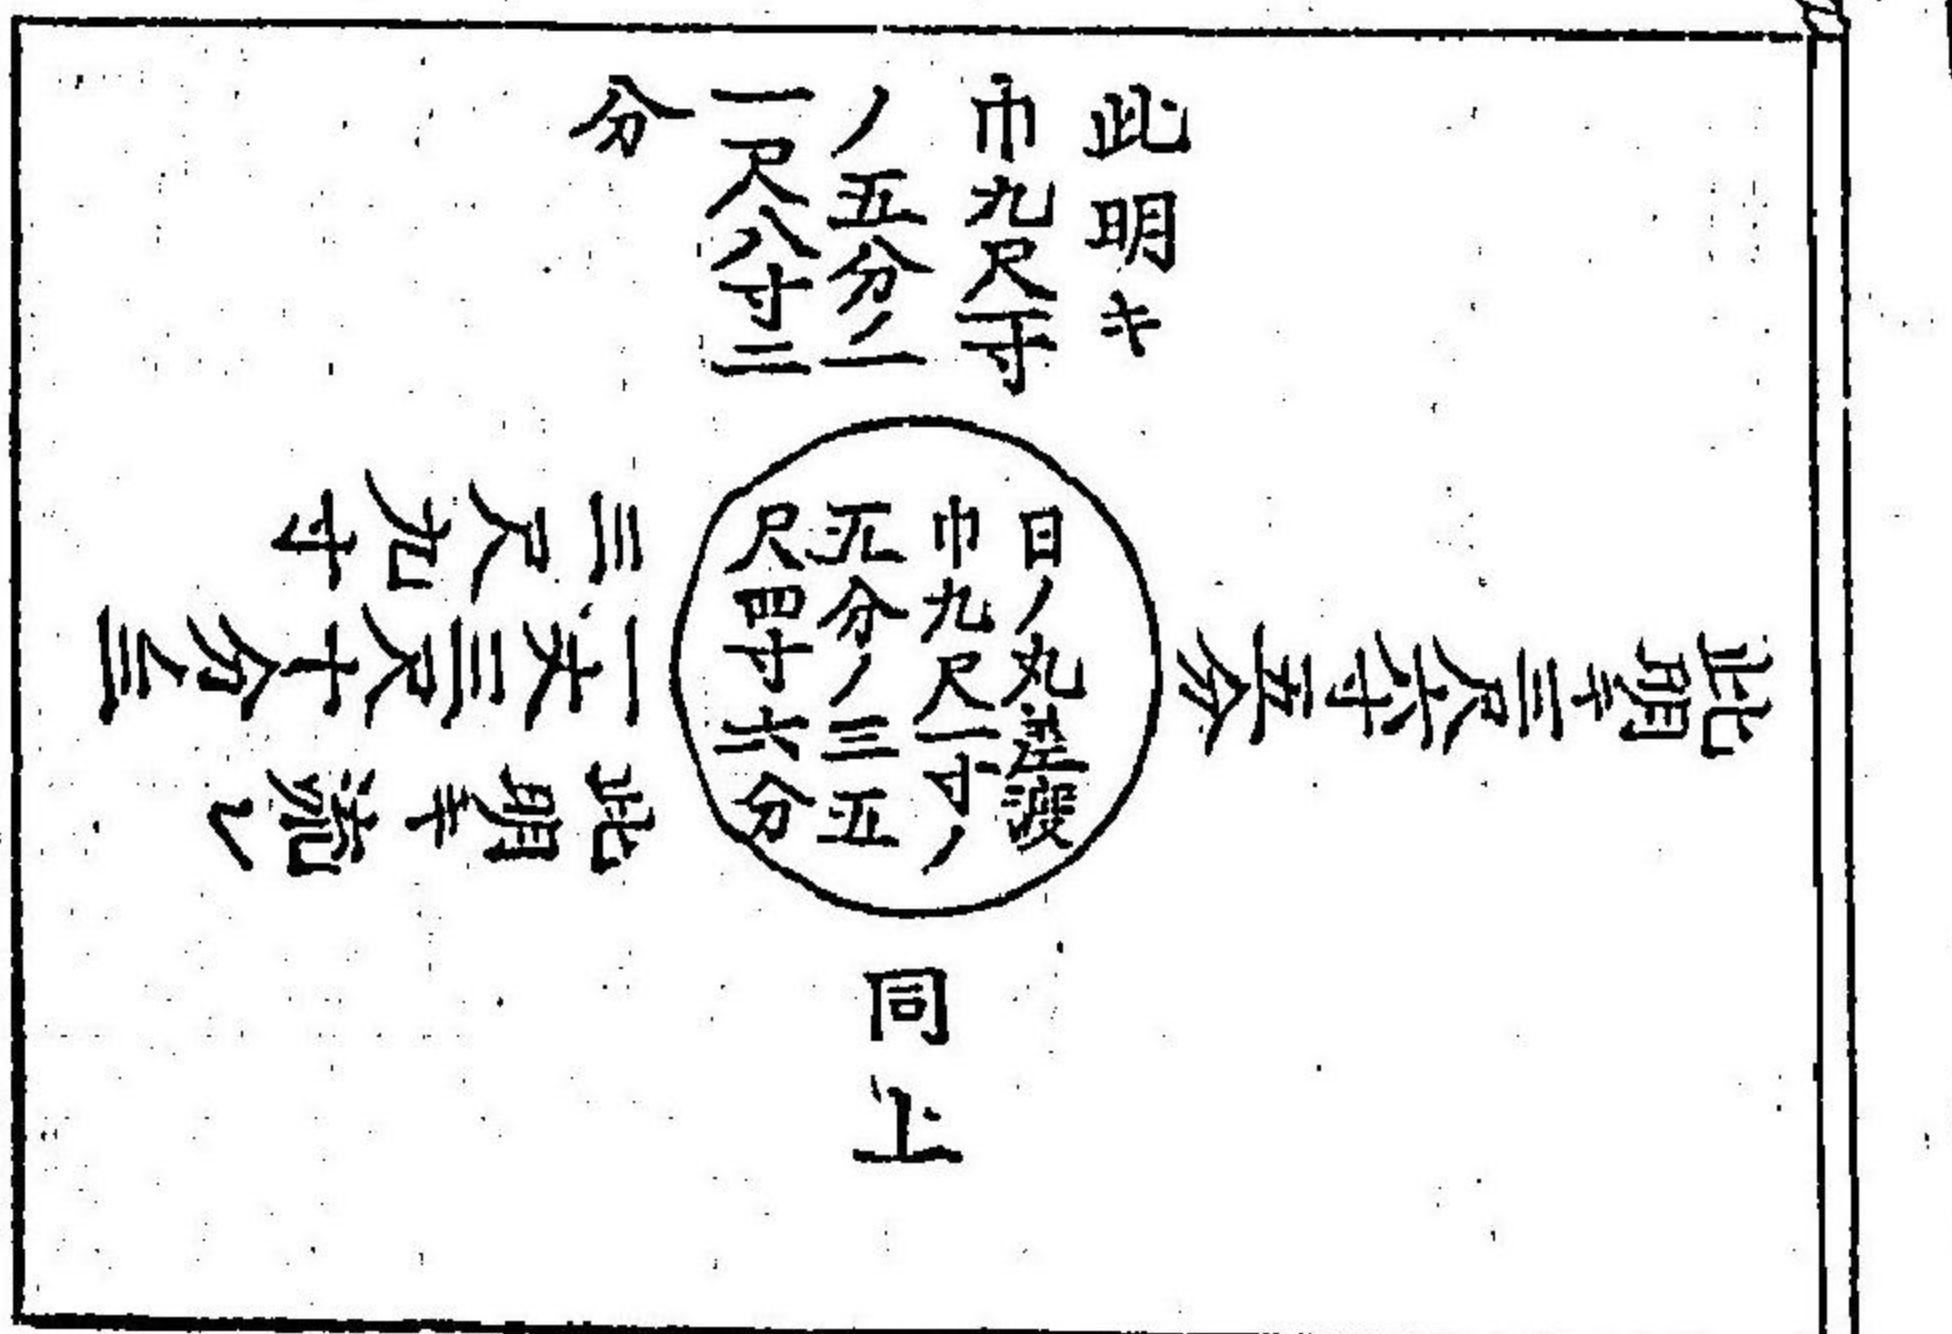 此明キ
巾九尺一寸
ノ五分ノ一
一尺八寸二
分
日ノ丸差渡
巾九尺一寸ノ
五分ノ三五
尺四寸六分
此明キ三尺六寸五分
此明キ流レ
一丈三尺十分ノ三
三尺九寸
同上